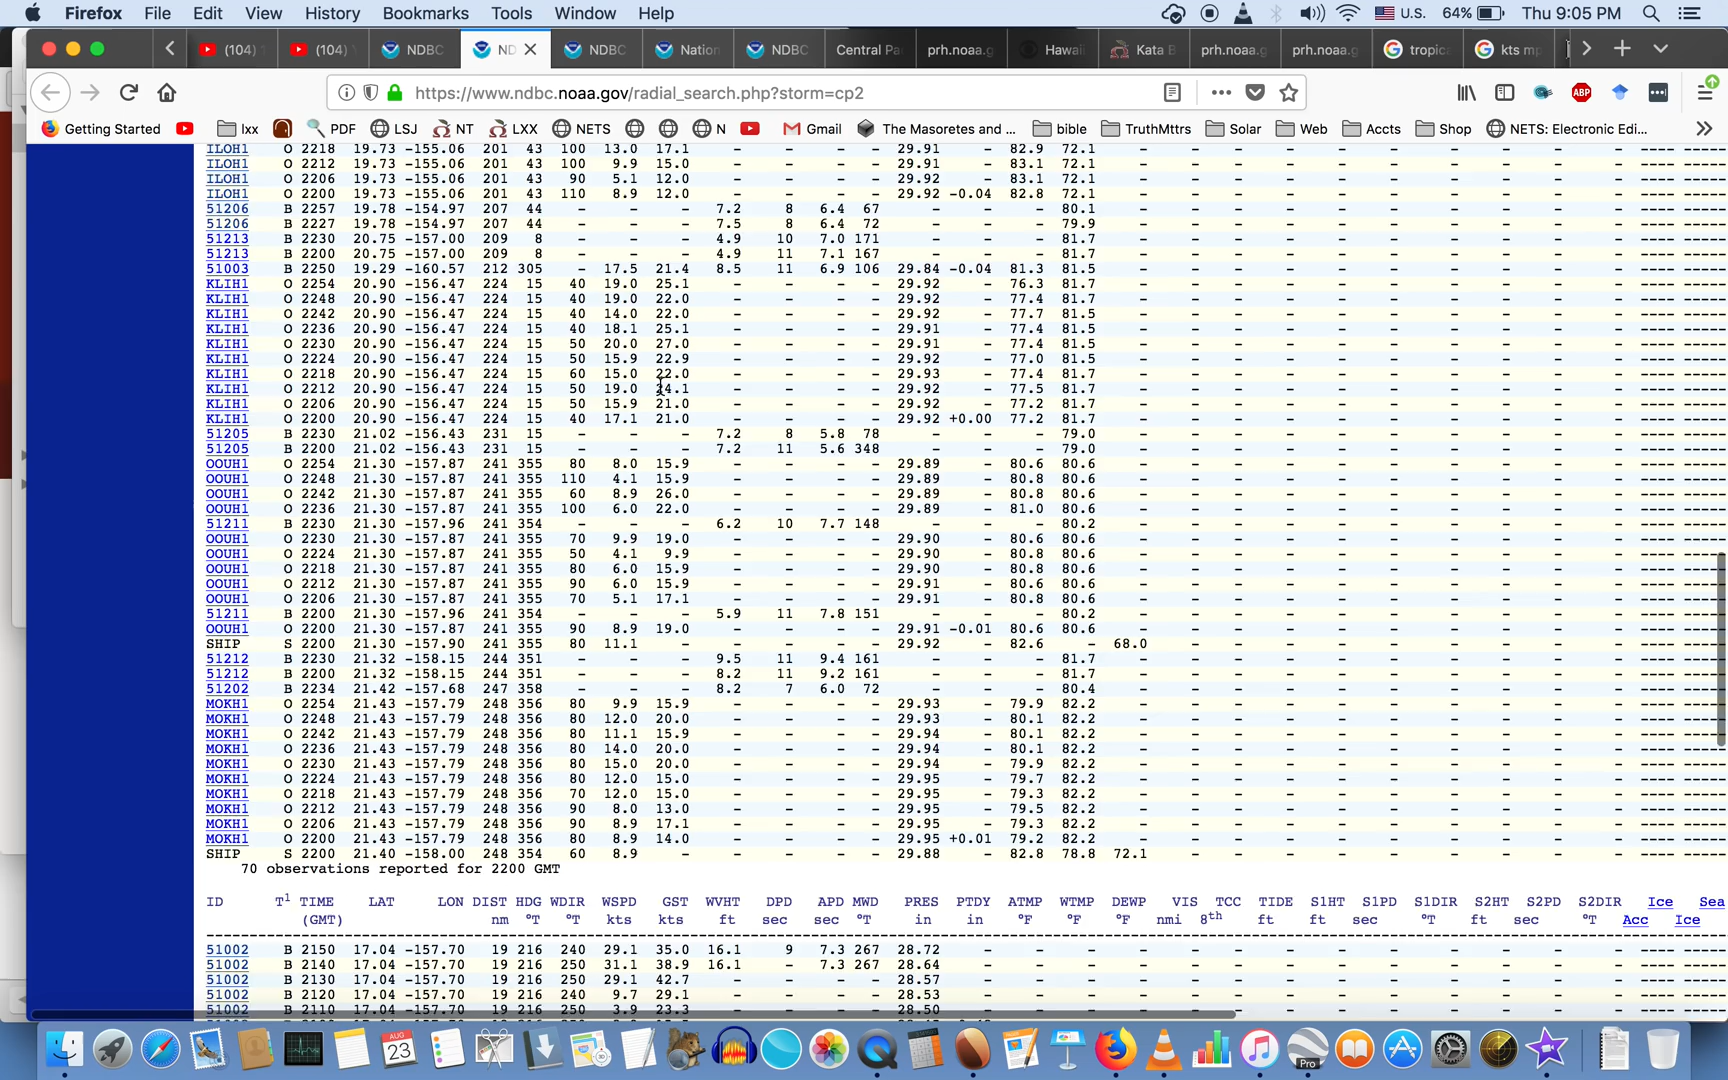 Firefox File Edit View History Bookmarks Tools Window Help U.S. 64% Thu 9:05 PM
(104) (104) NDBC ND NDBC Nation NDBC Central Pa prh.noaa.g Hawaii Kata B prh.noaa.g prh.noaa.g tropica kts mp
https://www.ndbc.noaa.gov/radial_search.php?storm=cp2 ABP
Getting Started lxx PDF LSJ NT LXX NETS N Gmail The Masoretes and ... bible TruthMttrs Solar Web Accts Shop NETS: Electronic Edi...
ILOH1 O 2218 19.73 -155.06 201 43 100 13.0 17.1 - - - - 29.91 - 82.9 72.1 - - - - - - - - - - ---- -----
ILOH1 O 2212 19.73 -155.06 201 43 100 9.9 15.0 - - - - 29.91 - 83.1 72.1 - - - - - - - - - - ---- -----
ILOH1 O 2206 19.73 -155.06 201 43 90 5.1 12.0 - - - - 29.92 - 83.1 72.1 - - - - - - - - - - ---- -----
ILOH1 O 2200 19.73 -155.06 201 43 110 8.9 12.0 - - - - 29.92 -0.04 82.8 72.1 - - - - - - - - - - ---- -----
51206 B 2257 19.78 -154.97 207 44 - - - 7.2 8 6.4 67 - - - 80.1 - - - - - - - - - - ---- -----
51206 B 2227 19.78 -154.97 207 44 - - - 7.5 8 6.4 72 - - - 79.9 - - - - - - - - - - ---- -----
51213 B 2230 20.75 -157.00 209 8 - - - 4.9 10 7.0 171 - - - 81.7 - - - - - - - - - - ---- -----
51213 B 2200 20.75 -157.00 209 8 - - - 4.9 11 7.1 167 - - - 81.7 - - - - - - - - - - ---- -----
51003 B 2250 19.29 -160.57 212 305 - 17.5 21.4 8.5 11 6.9 106 29.84 -0.04 81.3 81.5 - - - - - - - - - - ---- -----
KLIH1 O 2254 20.90 -156.47 224 15 40 19.0 25.1 - - - - 29.92 - 76.3 81.7 - - - - - - - - - - ---- -----
KLIH1 O 2248 20.90 -156.47 224 15 40 19.0 22.0 - - - - 29.92 - 77.4 81.7 - - - - - - - - - - ---- -----
KLIH1 O 2242 20.90 -156.47 224 15 40 14.0 22.0 - - - - 29.92 - 77.7 81.5 - - - - - - - - - - ---- -----
KLIH1 O 2236 20.90 -156.47 224 15 40 18.1 25.1 - - - - 29.91 - 77.4 81.5 - - - - - - - - - - ---- -----
KLIH1 O 2230 20.90 -156.47 224 15 50 20.0 27.0 - - - - 29.91 - 77.4 81.5 - - - - - - - - - - ---- -----
KLIH1 O 2224 20.90 -156.47 224 15 50 15.9 22.9 - - - - 29.92 - 77.0 81.5 - - - - - - - - - - ---- -----
KLIH1 O 2218 20.90 -156.47 224 15 60 15.0 22.0 - - - - 29.93 - 77.4 81.7 - - - - - - - - - - ---- -----
KLIH1 O 2212 20.90 -156.47 224 15 50 19.0 - - - - 29.92 - 77.5 81.7 - - - - - - - - - - ---- -----
KLIH1 O 2206 20.90 -156.47 224 15 50 15.9 21.0 - - - - 29.92 - 77.2 81.7 - - - - - - - - - - ---- -----
KLIH1 O 2200 20.90 -156.47 224 15 40 17.1 21.0 - - - - 29.92 +0.00 77.2 81.7 - - - - - - - - - - ---- -----
51205 B 2230 21.02 -156.43 231 15 - - - 7.2 8 5.8 78 - - - 79.0 - - - - - - - - - - ---- -----
51205 B 2200 21.02 -156.43 231 15 - - - 7.2 11 5.6 348 - - - 79.0 - - - - - - - - - - ---- -----
OOUH1 O 2254 21.30 -157.87 241 355 80 8.0 15.9 - - - - 29.89 - 80.6 80.6 - - - - - - - - - - ---- -----
OOUH1 O 2248 21.30 -157.87 241 355 110 4.1 15.9 - - - - 29.89 - 80.6 80.6 - - - - - - - - - - ---- -----
OOUH1 O 2242 21.30 -157.87 241 355 60 8.9 26.0 - - - - 29.89 - 80.8 80.6 - - - - - - - - - - ---- -----
OOUH1 O 2236 21.30 -157.87 241 355 100 6.0 22.0 - - - - 29.89 - 81.0 80.6 - - - - - - - - - - ---- -----
51211 B 2230 21.30 -157.96 241 354 - - - 6.2 10 7.7 148 - - - 80.2 - - - - - - - - - - ---- -----
OOUH1 O 2230 21.30 -157.87 241 355 70 9.9 19.0 - - - - 29.90 - 80.6 80.6 - - - - - - - - - - ---- -----
OOUH1 O 2224 21.30 -157.87 241 355 50 4.1 9.9 - - - - 29.90 - 80.8 80.6 - - - - - - - - - - ---- -----
OOUH1 O 2218 21.30 -157.87 241 355 80 6.0 15.9 - - - - 29.90 - 80.8 80.6 - - - - - - - - - - ---- -----
OOUH1 O 2212 21.30 -157.87 241 355 90 6.0 15.9 - - - - 29.91 - 80.8 80.6 - - - - - - - - - - ---- -----
OOUH1 O 2206 21.30 -157.87 241 355 70 5.1 17.1 - - - - 29.91 - 80.8 80.6 - - - - - - - - - - ---- -----
51211 B 2200 21.30 -157.96 241 354 - - - 5.9 11 7.8 151 - - - 80.2 - - - - - - - - - - ---- -----
OOUH1 O 2200 21.30 -157.87 241 355 90 8.9 19.0 - - - - 29.91 -0.01 80.6 80.6 - - - - - - - - - - ---- -----
SHIP S 2200 21.30 -157.90 241 355 80 11.1 - - - - - 29.92 - 82.6 - 68.0 - - - - - - - - - ---- -----
51212 B 2230 21.32 -158.15 244 351 - - - 9.5 11 9.4 161 - - - 81.7 - - - - - - - - - - ---- -----
51212 B 2200 21.32 -158.15 244 351 - - - 8.2 11 9.2 161 - - - 81.7 - - - - - - - - - - ---- -----
51202 B 2234 21.42 -157.68 247 358 - - - 8.2 7 6.0 72 - - - 80.4 - - - - - - - - - - ---- -----
MOKH1 O 2254 21.43 -157.79 248 356 80 9.9 15.9 - - - - 29.93 - 79.9 82.2 - - - - - - - - - - ---- -----
MOKH1 O 2248 21.43 -157.79 248 356 80 12.0 20.0 - - - - 29.93 - 80.1 82.2 - - - - - - - - - - ---- -----
MOKH1 O 2242 21.43 -157.79 248 356 80 11.1 15.9 - - - - 29.94 - 80.1 82.2 - - - - - - - - - - ---- -----
MOKH1 O 2236 21.43 -157.79 248 356 80 14.0 20.0 - - - - 29.94 - 80.1 82.2 - - - - - - - - - - ---- -----
MOKH1 O 2230 21.43 -157.79 248 356 80 15.0 20.0 - - - - 29.94 - 79.9 82.2 - - - - - - - - - - ---- -----
MOKH1 O 2224 21.43 -157.79 248 356 80 12.0 15.0 - - - - 29.95 - 79.7 82.2 - - - - - - - - - - ---- -----
MOKH1 O 2218 21.43 -157.79 248 356 70 12.0 15.0 - - - - 29.95 - 79.3 82.2 - - - - - - - - - - ---- -----
MOKH1 O 2212 21.43 -157.79 248 356 90 8.0 13.0 - - - - 29.95 - 79.5 82.2 - - - - - - - - - - ---- -----
MOKH1 O 2206 21.43 -157.79 248 356 90 8.9 17.1 - - - - 29.95 - 79.3 82.2 - - - - - - - - - - ---- -----
MOKH1 O 2200 21.43 -157.79 248 356 80 8.9 14.0 - - - - 29.95 +0.01 79.2 82.2 - - - - - - - - - - ---- -----
SHIP S 2200 21.40 -158.00 248 354 60 8.9 - - - - - 29.88 - 82.8 78.8 72.1 - - - - - - - - - ---- -----
70 observations reported for 2200 GMT
ID T1 TIME LAT LON DIST HDG WDIR WSPD GST WVHT DPD APD MWD PRES PTDY ATMP WTMP DEWP VIS TCC TIDE S1HT S1PD S1DIR S2HT S2PD S2DIR Ice Sea
(GMT) nm °T °T kts kts ft sec sec °T in in °F °F °F nmi 8th ft ft sec °T ft sec °T Acc Ice
51002 B 2150 17.04 -157.70 19 216 240 29.1 35.0 16.1 9 7.3 267 28.72 - - - - - - - - - - - - - - ---- -----
51002 B 2140 17.04 -157.70 19 216 250 31.1 38.9 16.1 - 7.3 267 28.64 - - - - - - - - - - - - - - ---- -----
51002 B 2130 17.04 -157.70 19 216 250 29.1 42.7 - - - - 28.57 - - - - - - - - - - - - - - ---- -----
51002 B 2120 17.04 -157.70 19 216 240 9.7 29.1 - - - - 28.53 - - - - - - - - - - - - - - ---- -----
51002 B 2110 17.04 -157.70 19 216 250 3.9 23.3 - - - - 28.50 - - - - - - - - - - - - - - ---- -----
AUG
23
Pro